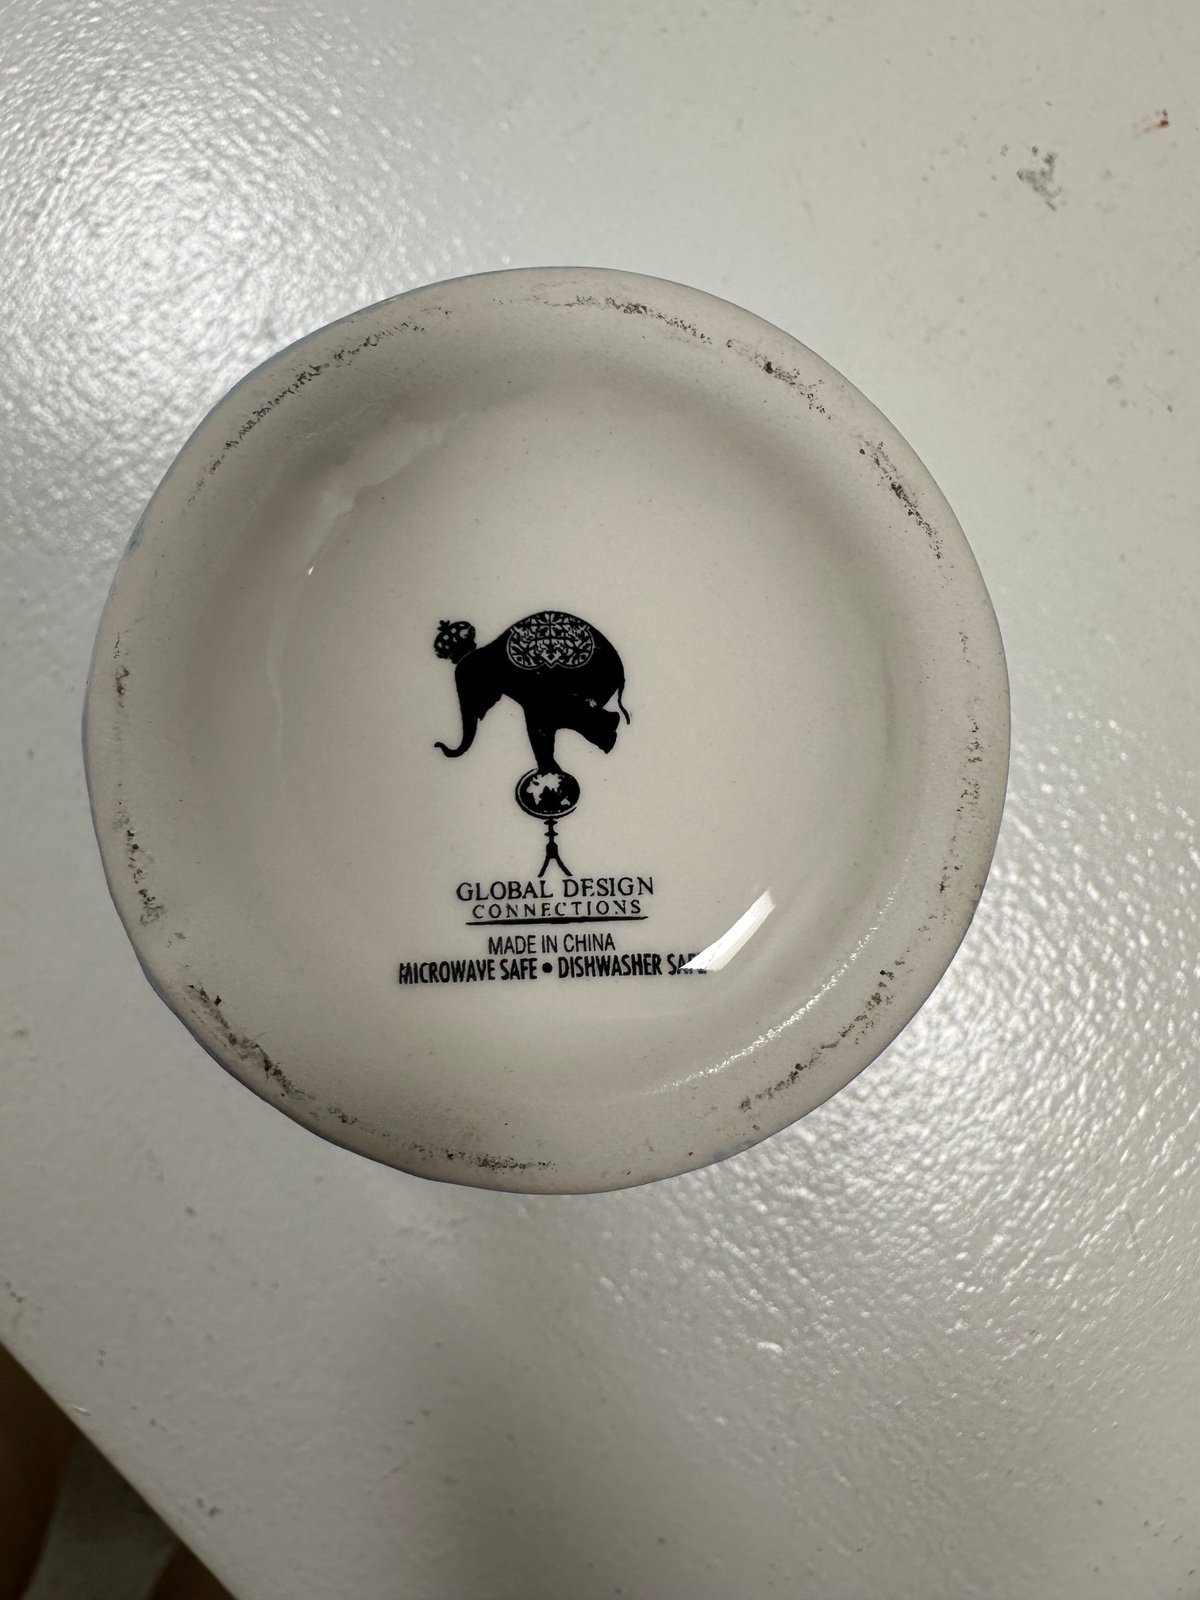 GLOBAL DESIGN
CONNECTIONS
MADE IN CHINA
MICROWAVE SAFE • DISHWASHER SAFE